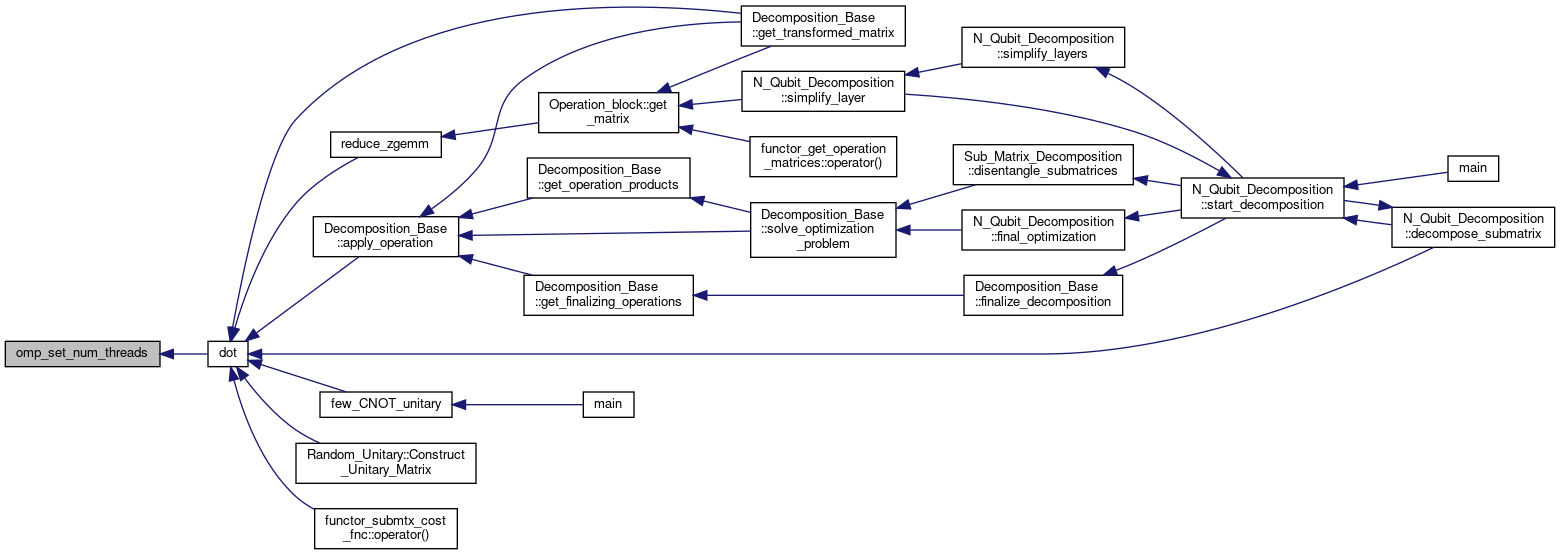 Decomposition_Base
::get_transformed_matrix
N_Qubit_Decomposition
::simplify_layers
N_Qubit_Decomposition
::simplify_layer
Operation_block::get
_matrix
reduce_zgemm
functor_get_operation
_matrices::operator()
Sub_Matrix_Decomposition
::disentangle_submatrices
main
Decomposition_Base
::get_operation_products
N_Qubit_Decomposition
::start_decomposition
Decomposition_Base
::solve_optimization
_problem
N_Qubit_Decomposition
::final_optimization
N_Qubit_Decomposition
::decompose_submatrix
Decomposition_Base
::apply_operation
Decomposition_Base
::get_finalizing_operations
Decomposition_Base
::finalize_decomposition
omp_set_num_threads
dot
few_CNOT_unitary
main
Random_Unitary::Construct
_Unitary_Matrix
functor_submtx_cost
_fnc::operator()